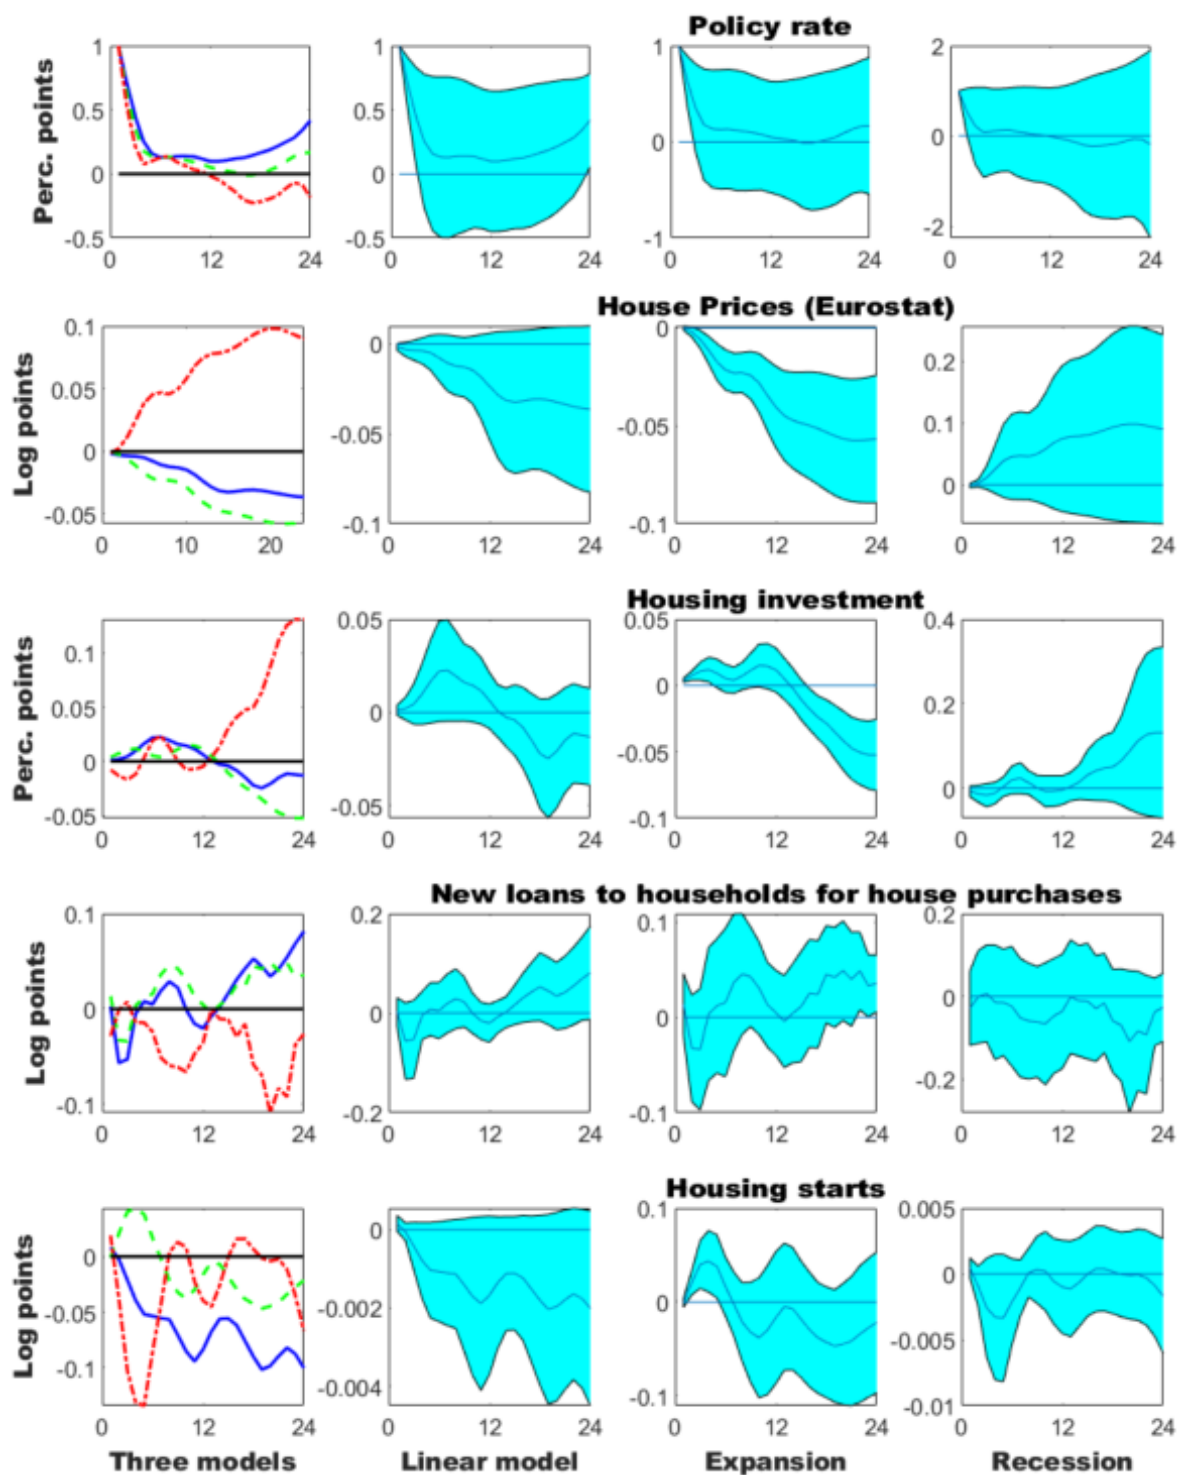 Policy rate
Perc. points
1
0.5
0
-0.5
0 12 24
1
0.5
0
-0.5
0 12 24
1
0
-1
0 12 24
2
0
-2
0 12 24
House Prices (Eurostat)
Log points
0.1
0.05
0
-0.05
0 10 20
0
-0.05
-0.1
0 12 24
0
-0.05
-0.1
0 12 24
0.2
0.1
0
0 12 24
Housing investment
Perc. points
0.1
0.05
0
-0.05
0 12 24
0.05
0
-0.05
0 12 24
0.05
0
-0.05
-0.1
0 12 24
0.4
0.2
0
0 12 24
New loans to households for house purchases
Log points
0.1
0
-0.1
0 12 24
0.2
0
-0.2
0 12 24
0.1
0
-0.1
0 12 24
0.2
0
-0.2
0 12 24
Housing starts
Log points
0
-0.05
-0.1
0 12 24
0
-0.002
-0.004
0 12 24
0.1
0
-0.1
0 12 24
0.005
0
-0.005
-0.01
0 12 24
Three models
Linear model
Expansion
Recession